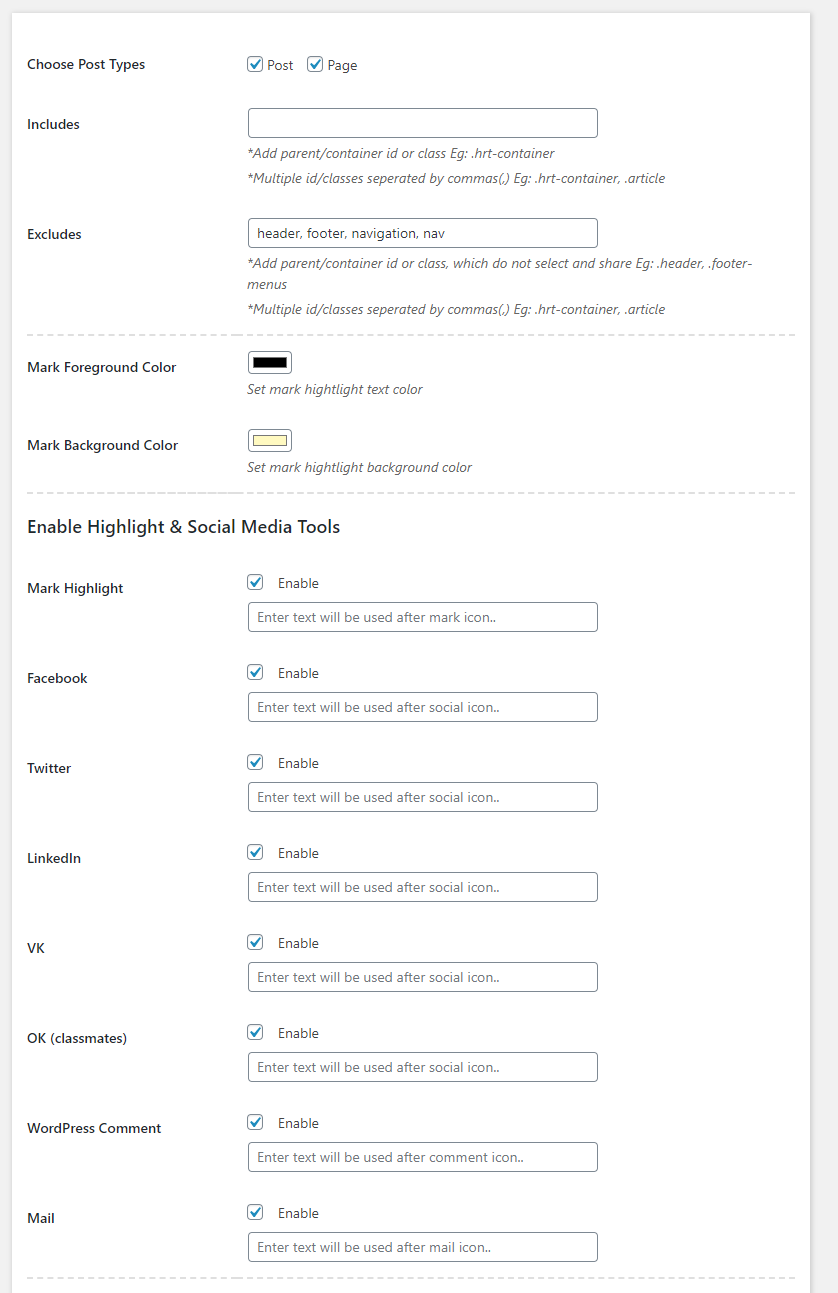 Choose Post Types
Post Page
Includes
*Add parent/container id or class Eg: .hrt-container
*Multiple id/classes seperated by commas(,) Eg: .hrt-container, .article
Excludes
header, footer, navigation, nav
*Add parent/container id or class, which do not select and share Eg: .header, .footer-
menus
*Multiple id/classes seperated by commas(,) Eg: .hrt-container, .article
Mark Foreground Color
Set mark hightlight text color
Mark Background Color
Set mark hightlight background color
Enable Highlight & Social Media Tools
Mark Highlight
Enable
Enter text will be used after mark icon..
Facebook
Enable
Enter text will be used after social icon..
Twitter
Enable
Enter text will be used after social icon..
LinkedIn
Enable
Enter text will be used after social icon..
VK
Enable
Enter text will be used after social icon..
OK (classmates)
Enable
Enter text will be used after social icon..
WordPress Comment
Enable
Enter text will be used after comment icon..
Mail
Enable
Enter text will be used after mail icon..